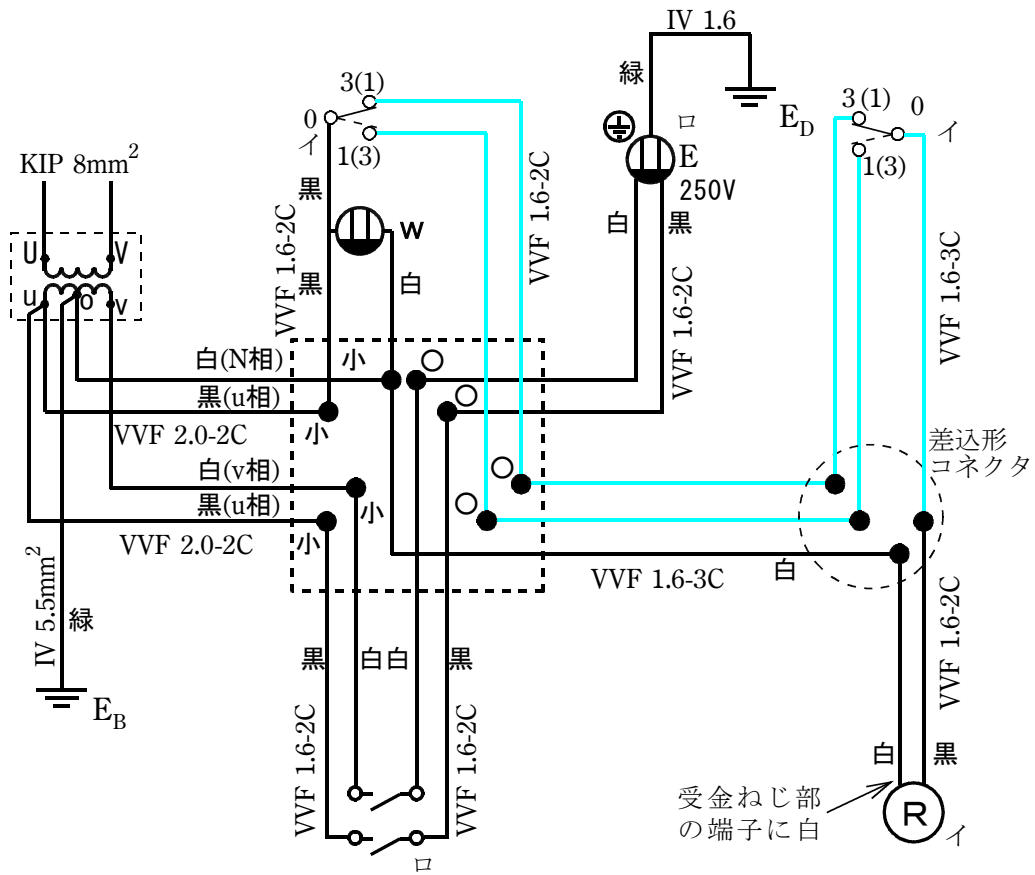 IV 1.6
緑
3(1)
0
イ
1(3)
ロ
E
250V
E_D
3 (1)
0
イ
1(3)
KIP 8mm²
U
V
u
o
v
黒
VVF 1.6-2C
W
黒
白
VVF 1.6-2C
白
黒
VVF 1.6-2C
VVF 1.6-3C
白(N相)
小
黒(u相)
小
VVF 2.0-2C
白(v相)
黒(u相)
小
小
VVF 2.0-2C
差込形
コネクタ
VVF 1.6-3C
白
IV 5.5mm²
緑
E_B
黒
白
白
黒
VVF 1.6-2C
VVF 1.6-2C
VVF 1.6-2C
白
黒
受金ねじ部
の端子に白
R
イ
ロ